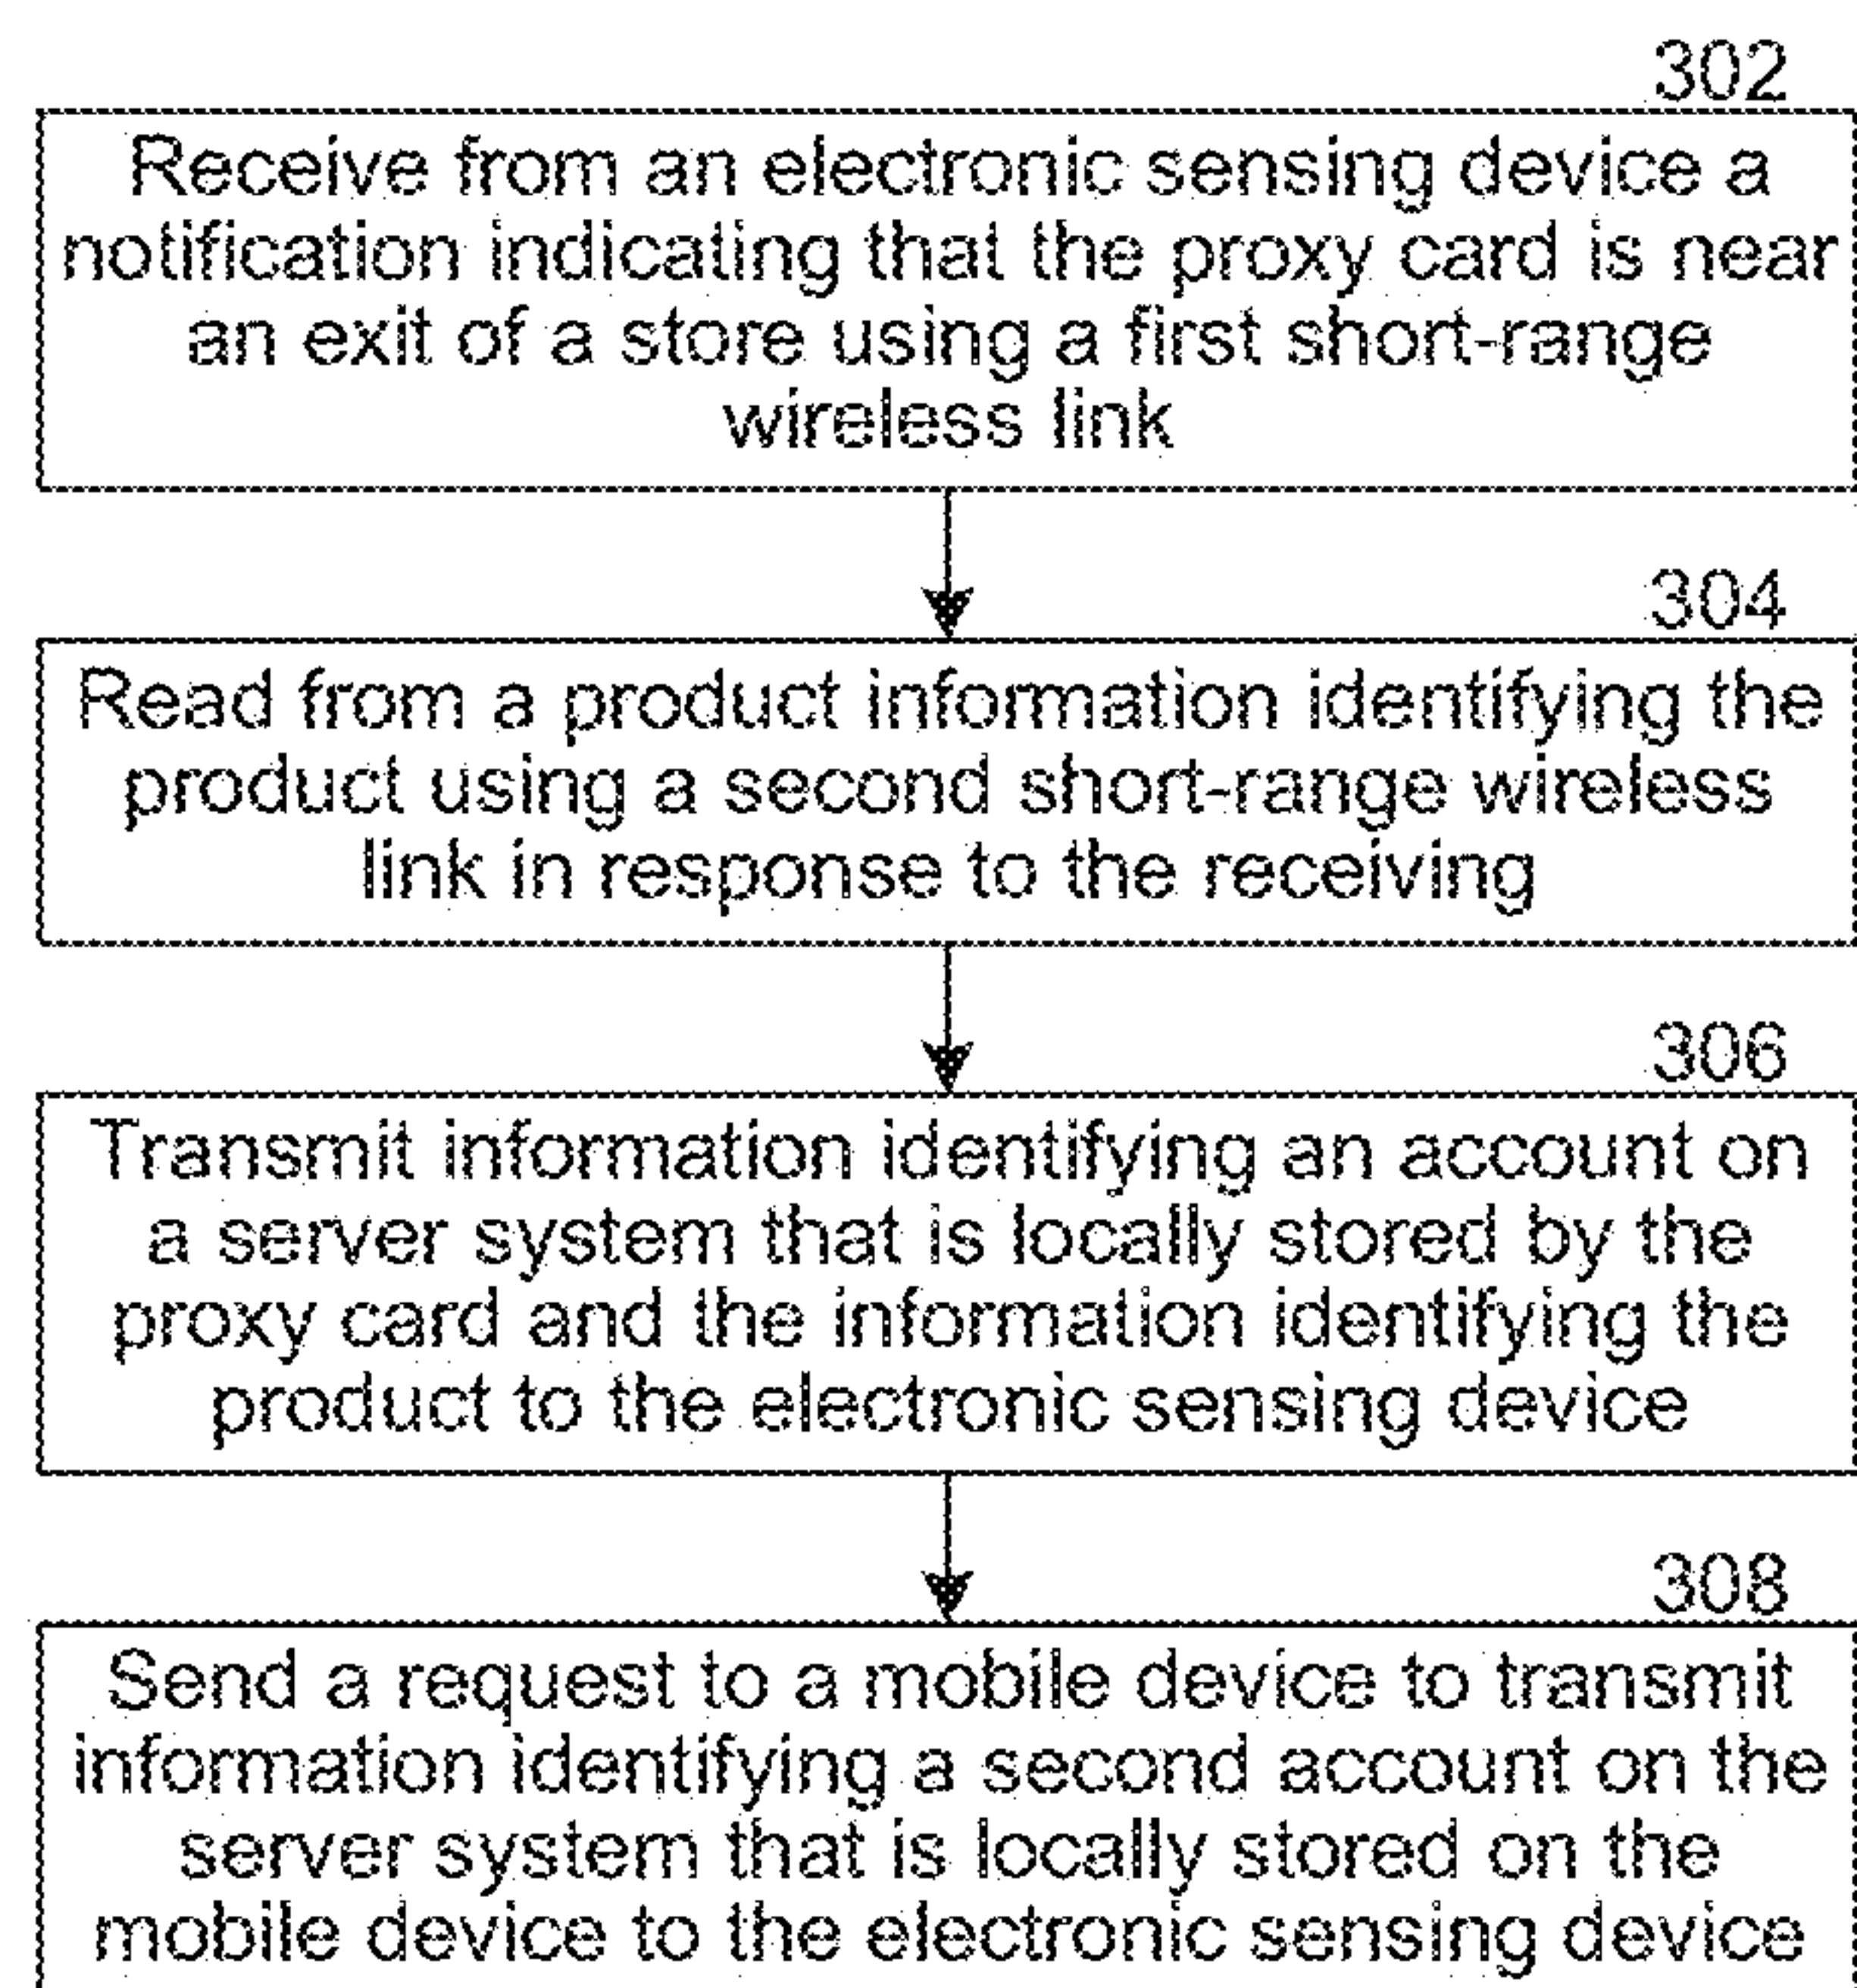 302
Receive from an electronic sensing device a
notification indicating that the proxy card is near
an exit of a store using a first short-range
wireless link
304
Read from a product information identifying the
product using a second short-range wireless
link in response to the receiving
306
Transmit information identifying an account on
a server system that is locally stored by the
proxy card and the information identifying the
product to the electronic sensing device
308
Send a request to a mobile device to transmit
information identifying a second account on the
server system that is locally stored on the
mobile device to the electronic sensing device